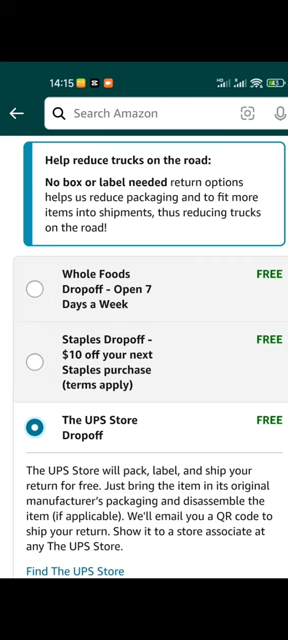 14:15
43
Search Amazon
Help reduce trucks on the road:
No box or label needed return options
helps us reduce packaging and to fit more
items into shipments, thus reducing trucks
on the road!
Whole Foods FREE
Dropoff - Open 7
Days a Week
Staples Dropoff - FREE
$10 off your next
Staples purchase
(terms apply)
The UPS Store FREE
Dropoff
The UPS Store will pack, label, and ship your
return for free. Just bring the item in its original
manufacturer's packaging and disassemble the
item (if applicable). We'll email you a QR code to
ship your return. Show it to a store associate at
any The UPS Store.
Find The UPS Store